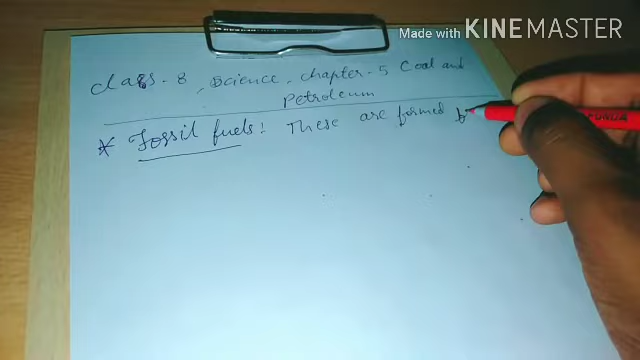 Made with KINEMASTER
Class - 8, Science, chapter - 5 Coal and
Petroleum
* Fossil fuels: These are formed